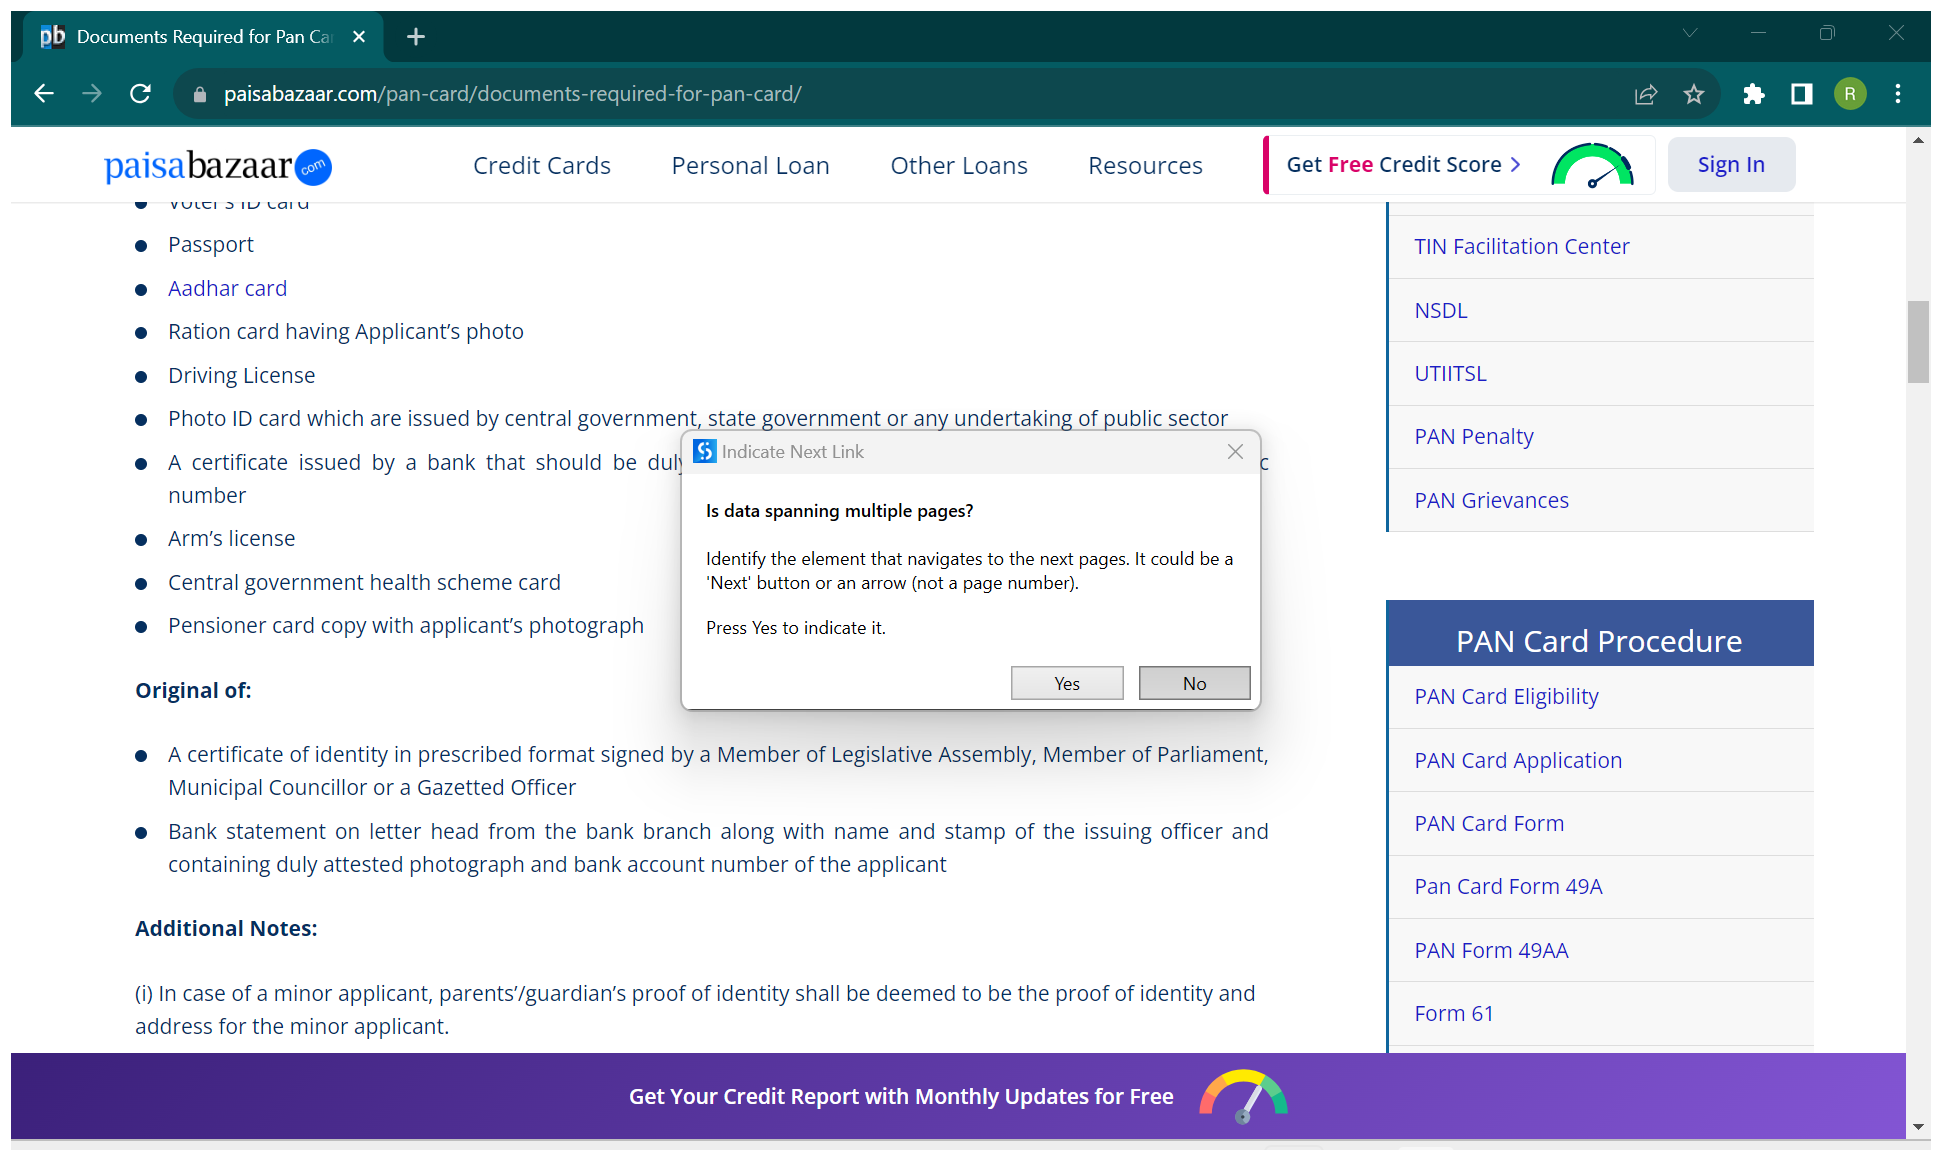 pb Documents Required for Pan Ca
paisabazaar.com/pan-card/documents-required-for-pan-card/
R
paisabazaar com
Credit Cards
Personal Loan
Other Loans
Resources
Get Free Credit Score >
Sign In
Voter's ID card
Passport
Aadhar card
Ration card having Applicant’s photo
Driving License
Photo ID card which are issued by central government, state government or any undertaking of public sector
A certificate issued by a bank that should be duly
number
Arm’s license
Central government health scheme card
Pensioner card copy with applicant’s photograph
Original of:
A certificate of identity in prescribed format signed by a Member of Legislative Assembly, Member of Parliament,
Municipal Councillor or a Gazetted Officer
Bank statement on letter head from the bank branch along with name and stamp of the issuing officer and
containing duly attested photograph and bank account number of the applicant
Additional Notes:
(i) In case of a minor applicant, parents’/guardian’s proof of identity shall be deemed to be the proof of identity and
address for the minor applicant.
Indicate Next Link
Is data spanning multiple pages?
Identify the element that navigates to the next pages. It could be a
'Next' button or an arrow (not a page number).
Press Yes to indicate it.
Yes
No
TIN Facilitation Center
NSDL
UTIITSL
PAN Penalty
PAN Grievances
PAN Card Procedure
PAN Card Eligibility
PAN Card Application
PAN Card Form
Pan Card Form 49A
PAN Form 49AA
Form 61
Get Your Credit Report with Monthly Updates for Free